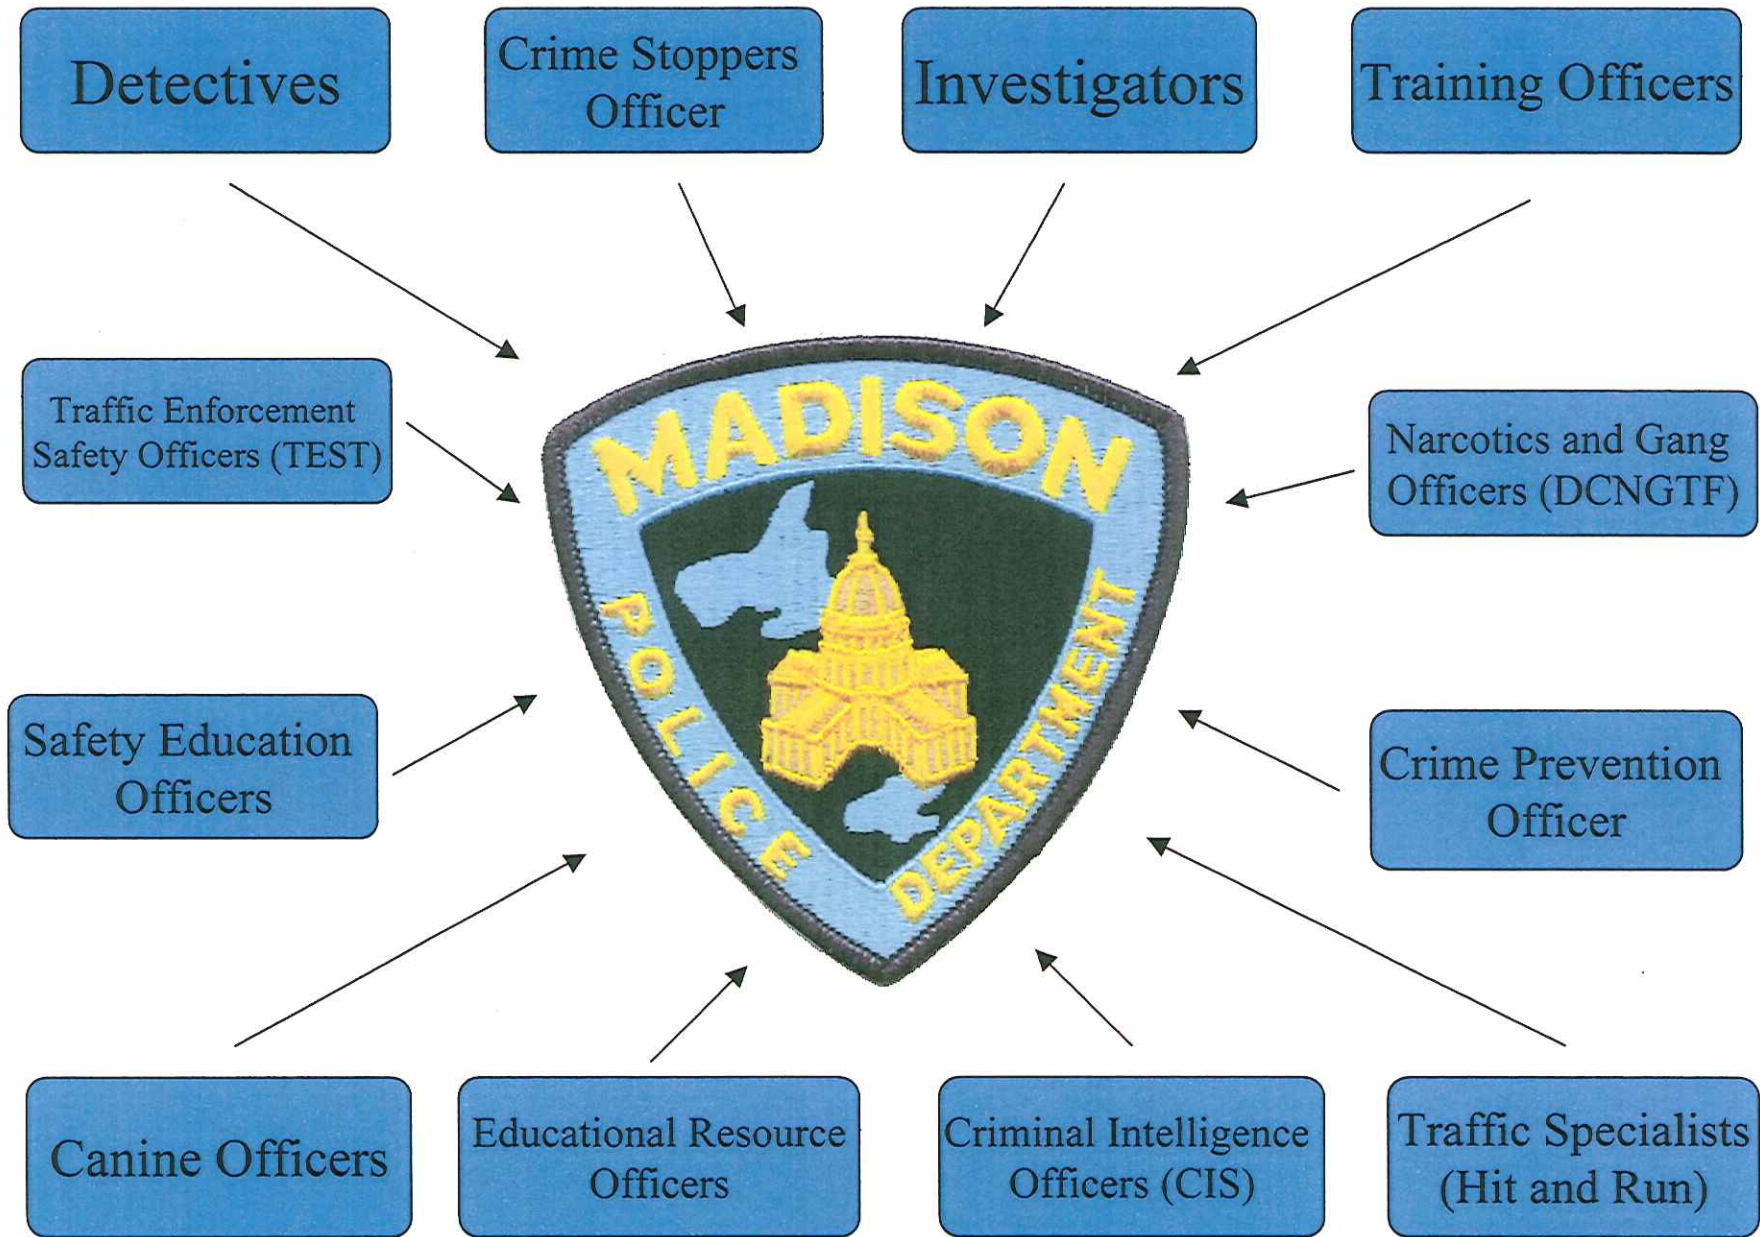 Detectives
Crime Stoppers
Officer
Investigators
Training Officers
Traffic Enforcement
Safety Officers (TEST)
MADISON
POLICE
DEPARTMENT
Narcotics and Gang
Officers (DCNGTF)
Safety Education
Officers
Crime Prevention
Officer
Canine Officers
Educational Resource
Officers
Criminal Intelligence
Officers (CIS)
Traffic Specialists
(Hit and Run)